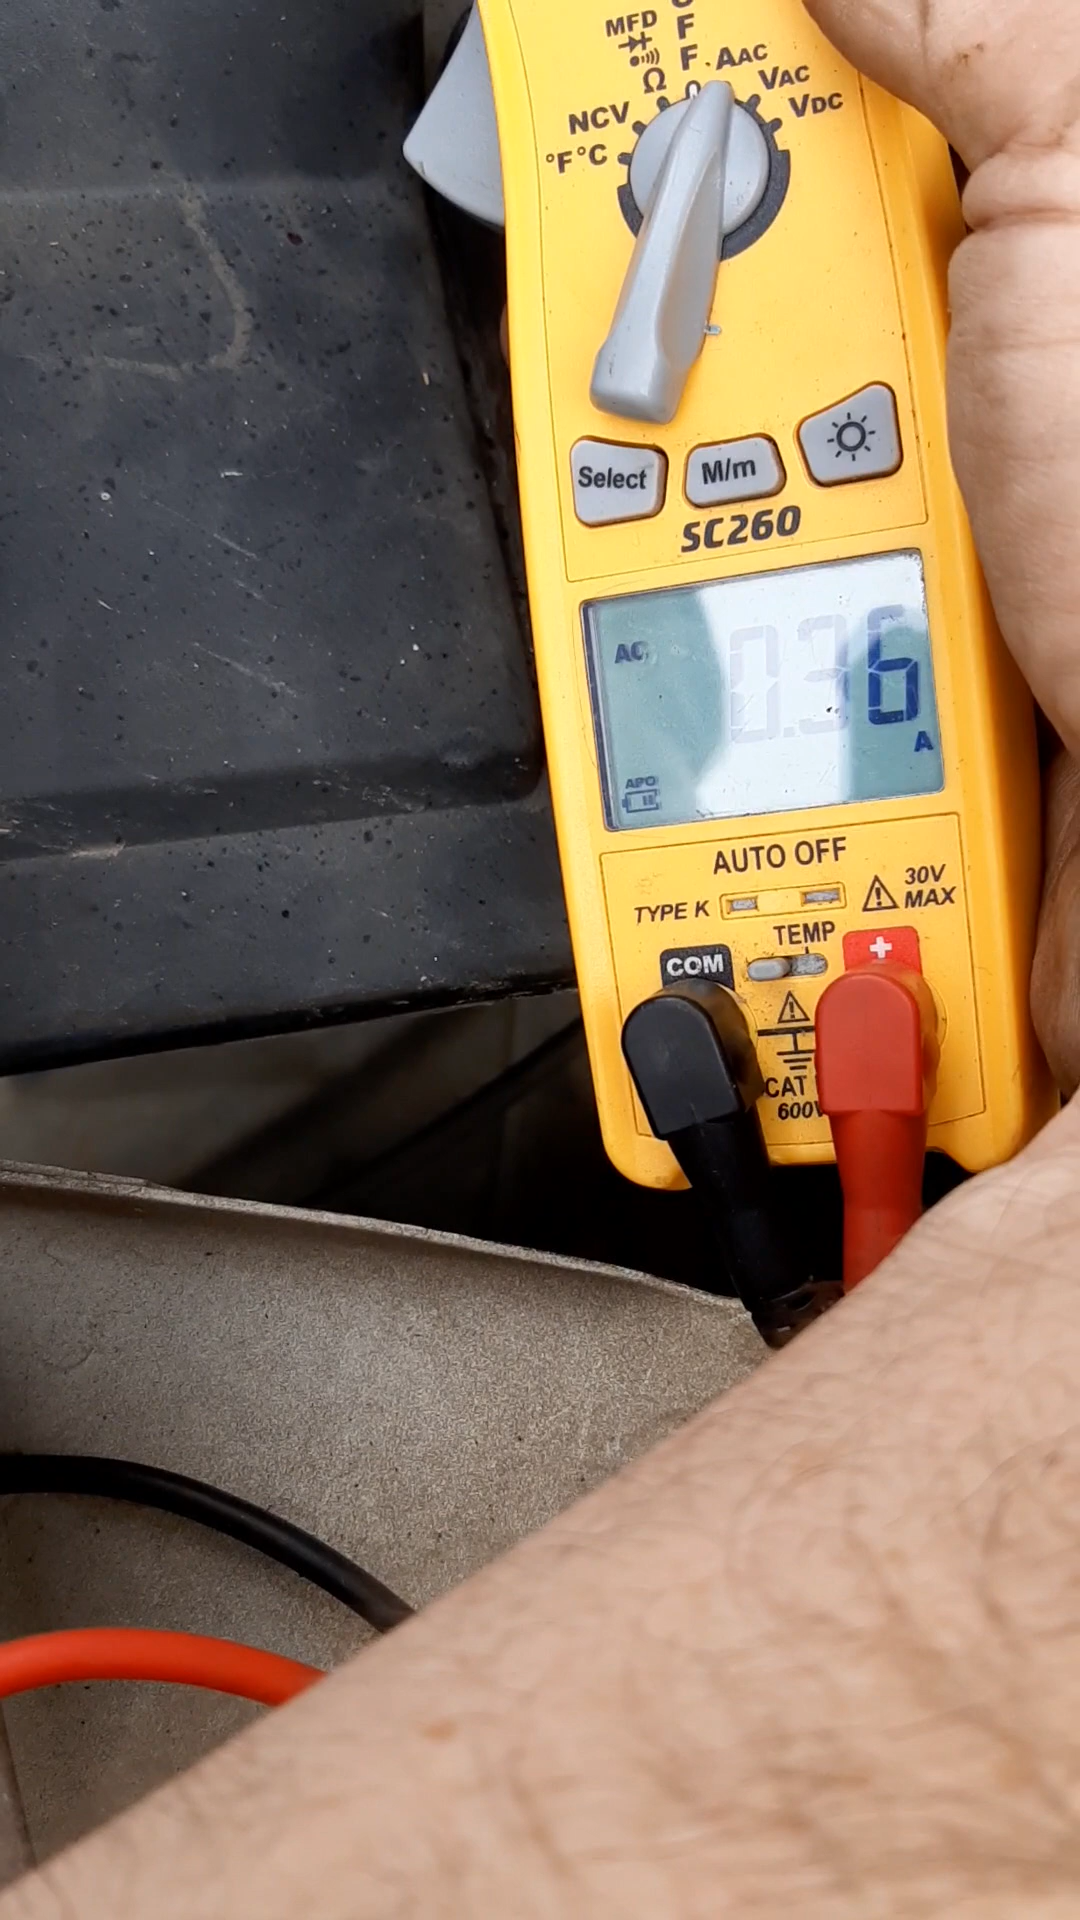 O
F
F
MFD
Ω
AAC
VAC
VDC
NCV
°F°C
Select
M/m
SC260
AC
0.36
A
APO
AUTO OFF
TYPE K
30V
MAX
TEMP
COM
+
CAT
600V